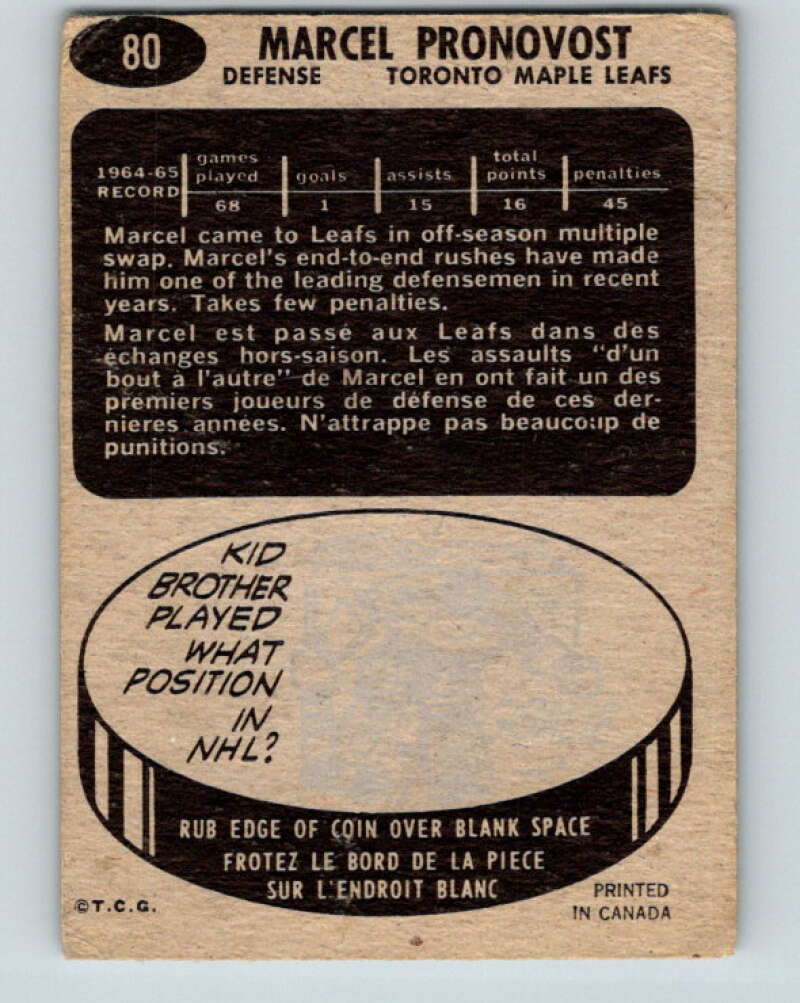 80
MARCEL PRONOVOST
DEFENSE TORONTO MAPLE LEAFS
1964-65 RECORD games played goals assists total points penalties
68 1 15 16 45
Marcel came to Leafs in off-season multiple
swap. Marcel's end-to-end rushes have made
him one of the leading defensemen in recent
years. Takes few penalties.
Marcel est passé aux Leafs dans des
échanges hors-saison. Les assaults "d'un
bout à l'autre" de Marcel en ont fait un des
premiers joueurs de défense de ces der-
nieres années. N'attrappe pas beaucoup de
punitions.
KID
BROTHER
PLAYED
WHAT
POSITION
IN
NHL?
RUB EDGE OF COIN OVER BLANK SPACE
FROTEZ LE BORD DE LA PIECE
SUR L'ENDROIT BLANC
©T.C.G.
PRINTED
IN CANADA